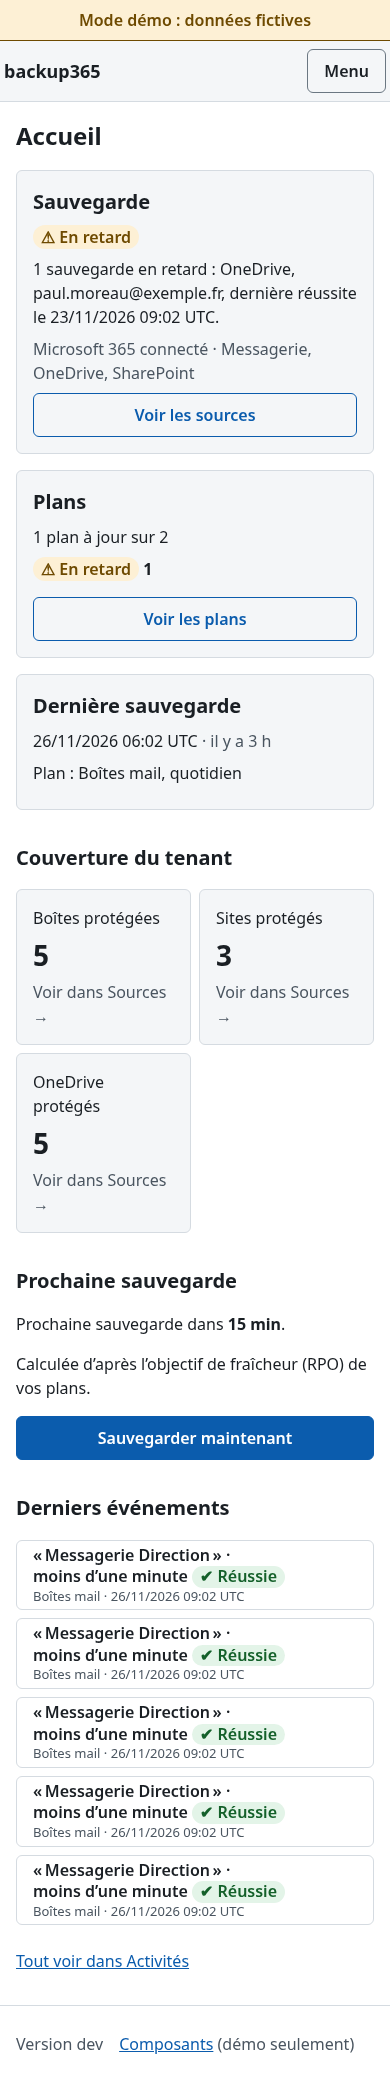 Mode démo : données fictives
backup365
Menu
Accueil
Sauvegarde
⚠ En retard
1 sauvegarde en retard : OneDrive,
paul.moreau@exemple.fr, dernière réussite
le 23/11/2026 09:02 UTC.
Microsoft 365 connecté · Messagerie,
OneDrive, SharePoint
Voir les sources
Plans
1 plan à jour sur 2
⚠ En retard 1
Voir les plans
Dernière sauvegarde
26/11/2026 06:02 UTC · il y a 3 h
Plan : Boîtes mail, quotidien
Couverture du tenant
Boîtes protégées
5
Voir dans Sources
→
Sites protégés
3
Voir dans Sources
→
OneDrive
protégés
5
Voir dans Sources
→
Prochaine sauvegarde
Prochaine sauvegarde dans 15 min.
Calculée d’après l’objectif de fraîcheur (RPO) de
vos plans.
Sauvegarder maintenant
Derniers événements
« Messagerie Direction » ·
moins d’une minute ✔ Réussie
Boîtes mail · 26/11/2026 09:02 UTC
« Messagerie Direction » ·
moins d’une minute ✔ Réussie
Boîtes mail · 26/11/2026 09:02 UTC
« Messagerie Direction » ·
moins d’une minute ✔ Réussie
Boîtes mail · 26/11/2026 09:02 UTC
« Messagerie Direction » ·
moins d’une minute ✔ Réussie
Boîtes mail · 26/11/2026 09:02 UTC
« Messagerie Direction » ·
moins d’une minute ✔ Réussie
Boîtes mail · 26/11/2026 09:02 UTC
Tout voir dans Activités
Version dev Composants (démo seulement)